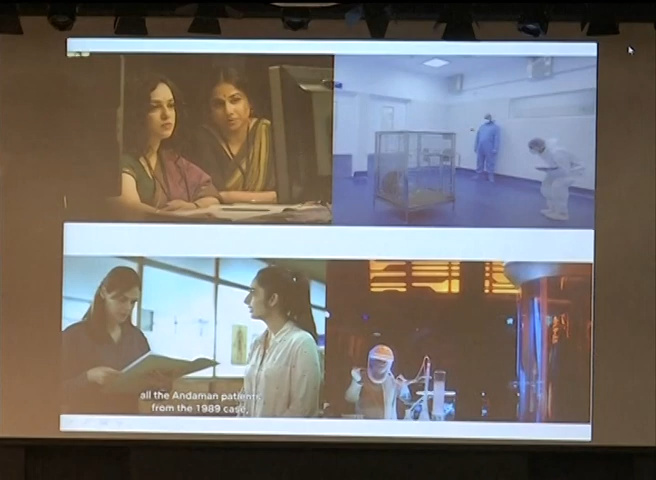 all the Andaman patients
from the 1989 case,